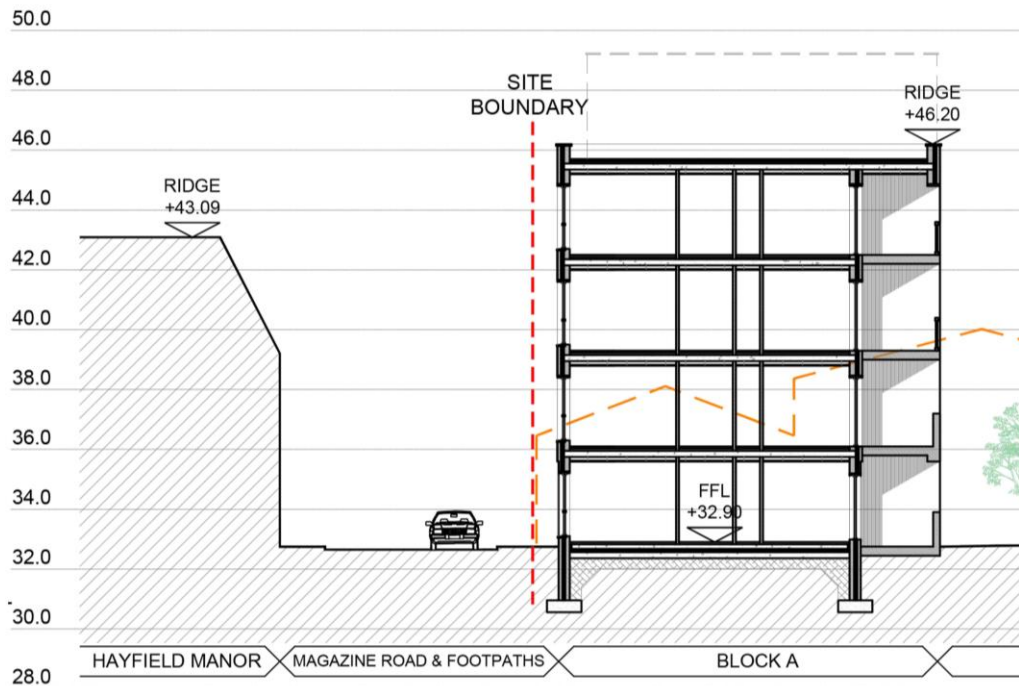 50.0
48.0
SITE
BOUNDARY
RIDGE
+46.20
46.0
RIDGE
+43.09
44.0
42.0
40.0
38.0
36.0
34.0
FFL
+32.90
32.0
30.0
HAYFIELD MANOR
MAGAZINE ROAD & FOOTPATHS
BLOCK A
28.0